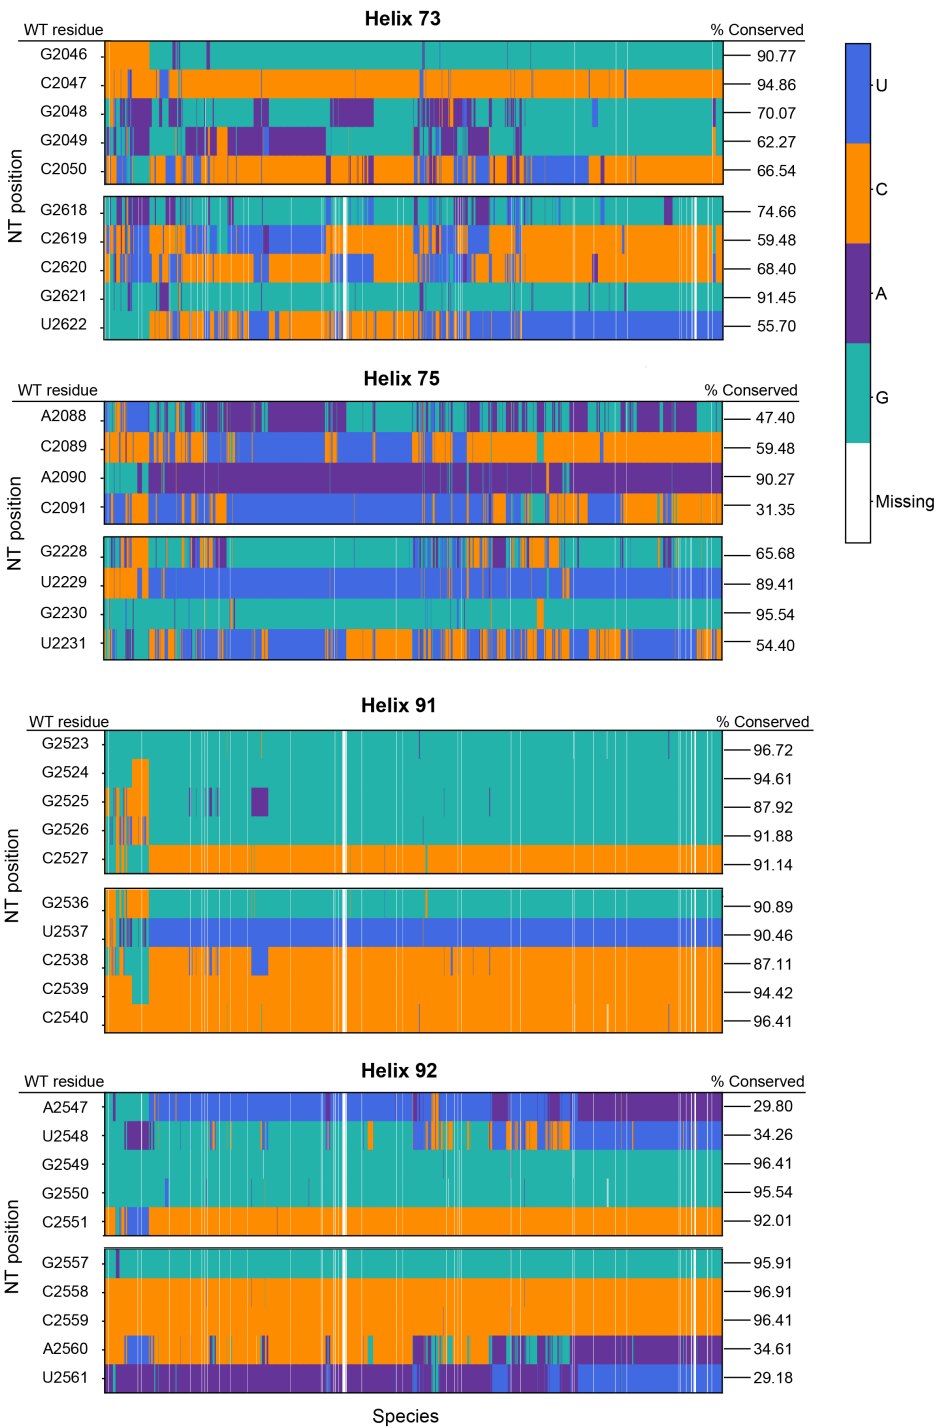 Helix 73
WT residue % Conserved
G2046 90.77
C2047 94.86
G2048 70.07
G2049 62.27
C2050 66.54
NT position
G2618 74.66
C2619 59.48
C2620 68.40
G2621 91.45
U2622 55.70
U
C
A
G
Missing
Helix 75
WT residue % Conserved
A2088 47.40
C2089 59.48
A2090 90.27
C2091 31.35
NT position
G2228 65.68
U2229 89.41
G2230 95.54
U2231 54.40
Helix 91
WT residue % Conserved
G2523 96.72
G2524 94.61
G2525 87.92
G2526 91.88
C2527 91.14
NT position
G2536 90.89
U2537 90.46
C2538 87.11
C2539 94.42
C2540 96.41
Helix 92
WT residue % Conserved
A2547 29.80
U2548 34.26
G2549 96.41
G2550 95.54
C2551 92.01
NT position
G2557 95.91
C2558 96.91
C2559 96.41
A2560 34.61
U2561 29.18
Species